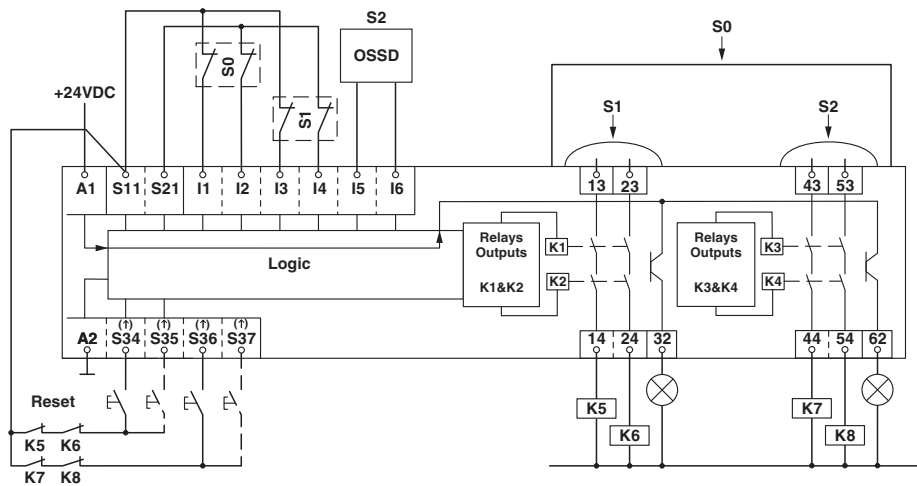 S2
S0
OSSD
S0
+24VDC
S1
S1
S2
A1 S11 S21 I1 I2 I3 I4 I5 I6
13 23
43 53
Logic
Relays
Outputs
K1&K2
K1
K2
Relays
Outputs
K3&K4
K3
K4
(↑) (↑) (↑) (↑)
A2 S34 S35 S36 S37
14 24 32
44 54 62
Reset
K5 K6
K7 K8
K5
K6
K7
K8